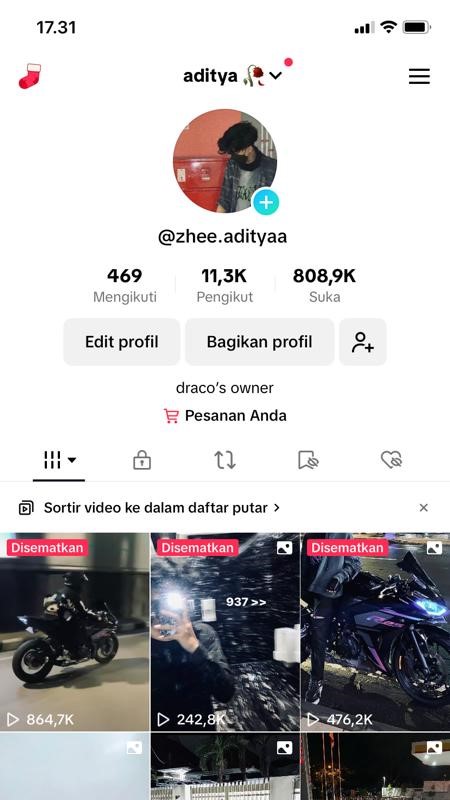 17.31
aditya 🥀
@zhee.adityaa
469
Mengikuti
11,3K
Pengikut
808,9K
Suka
Edit profil
Bagikan profil
draco's owner
Pesanan Anda
Sortir video ke dalam daftar putar >
Disematkan
864,7K
Disematkan
937 >>
242,8K
Disematkan
476,2K